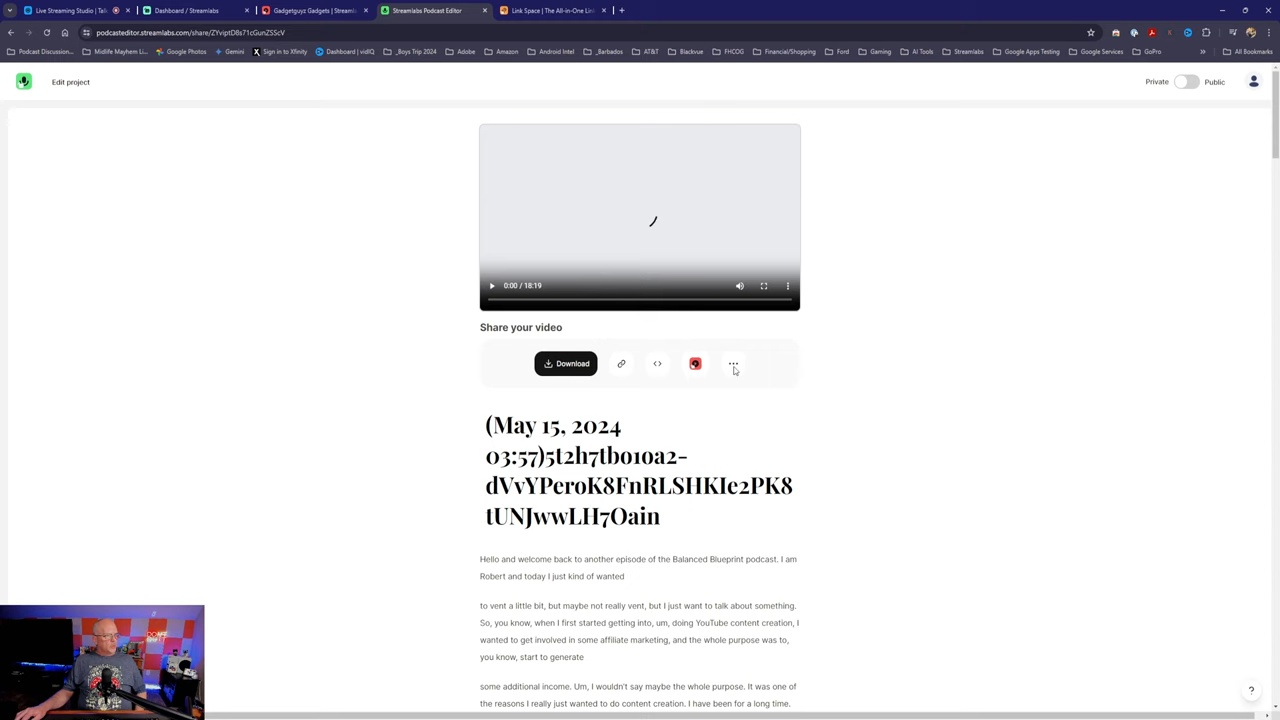 Live Streaming Studio | Talk
Dashboard / Streamlabs
Gadgetguyz Gadgets | Streaml
Streamlabs Podcast Editor
Link Space | The All-in-One Link
podcasteditor.streamlabs.com/share/ZYviptD8s71cGunZSScV
Podcast Discussion... Midlife Mayhem Li... Google Photos Gemini Sign in to Xfinity Dashboard | vidIQ _Boys Trip 2024 Adobe Amazon Android Intel _Barbados AT&T Blackvue FHCOG Financial/Shopping Ford Gaming AI Tools Streamlabs Google Apps Testing Google Services GoPro All Bookmarks
Edit project
Private Public
0:00 / 18:19
Share your video
Download
(May 15, 2024
03:57)5t2h7tb010a2-
dVvYPeroK8FnRLSHKIe2PK8
tUNJwwLH7Oain
Hello and welcome back to another episode of the Balanced Blueprint podcast. I am
Robert and today I just kind of wanted
to vent a little bit, but maybe not really vent, but I just want to talk about something.
So, you know, when I first started getting into, um, doing YouTube content creation, I
wanted to get involved in some affiliate marketing, and the whole purpose was to,
you know, start to generate
some additional income. Um, I wouldn't say maybe the whole purpose. It was one of
the reasons I really just wanted to do content creation. I have been for a long time.
?